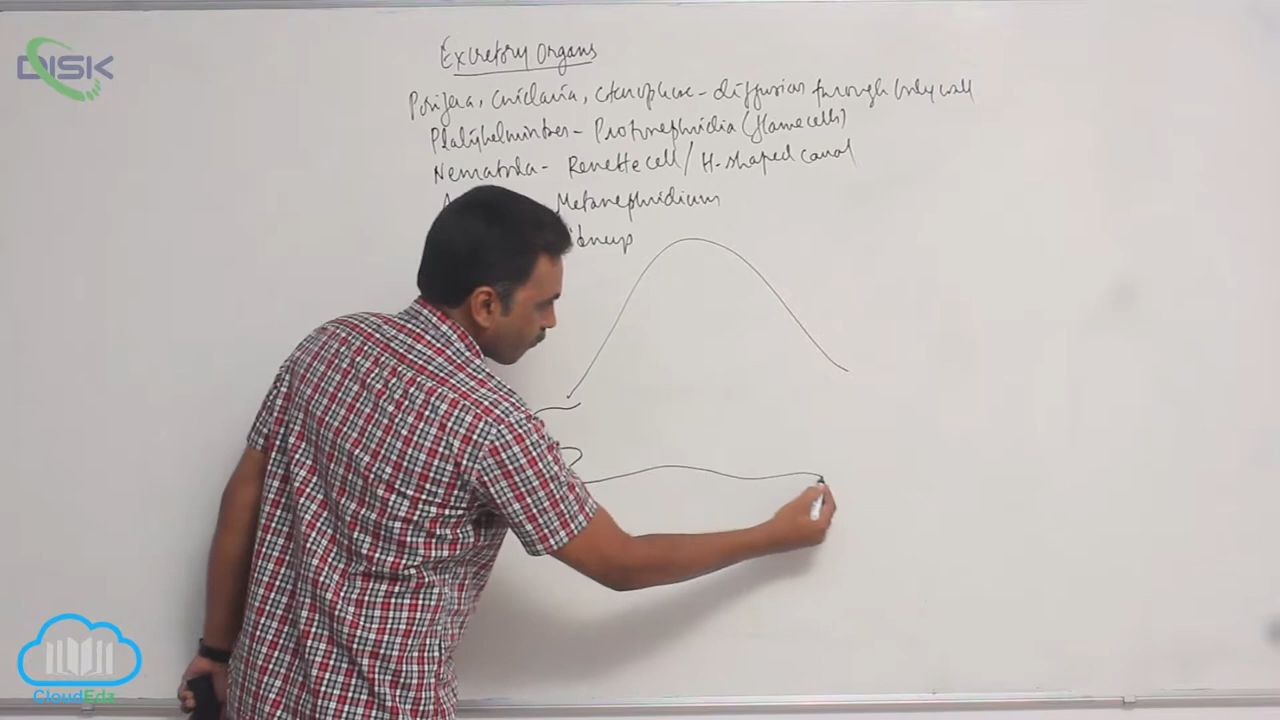 DISK
Excretory Organs
Porifera, Cnidaria, Ctenophore - diffusion through body wall
Platyhelmintes - Protonephridia (flame cells)
Nematoda - Renette cell / H-shaped canal
A Metanephridium
CloudEdz